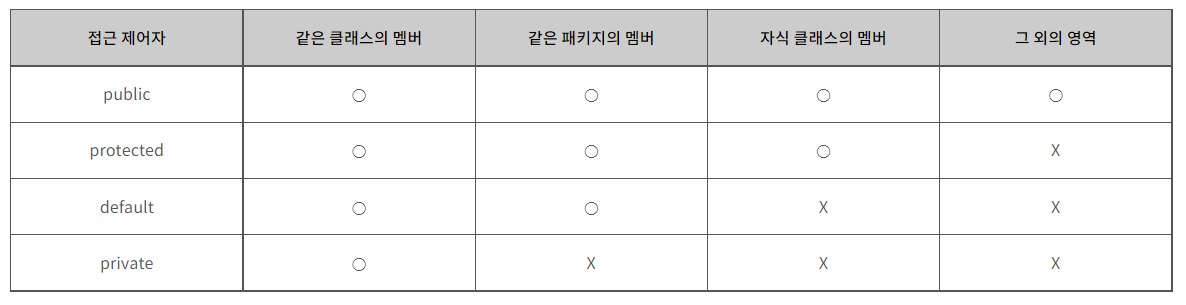 접근 제어자 같은 클래스의 멤버 같은 패키지의 멤버 자식 클래스의 멤버 그 외의 영역
public ○ ○ ○ ○
protected ○ ○ ○ X
default ○ ○ X X
private ○ X X X